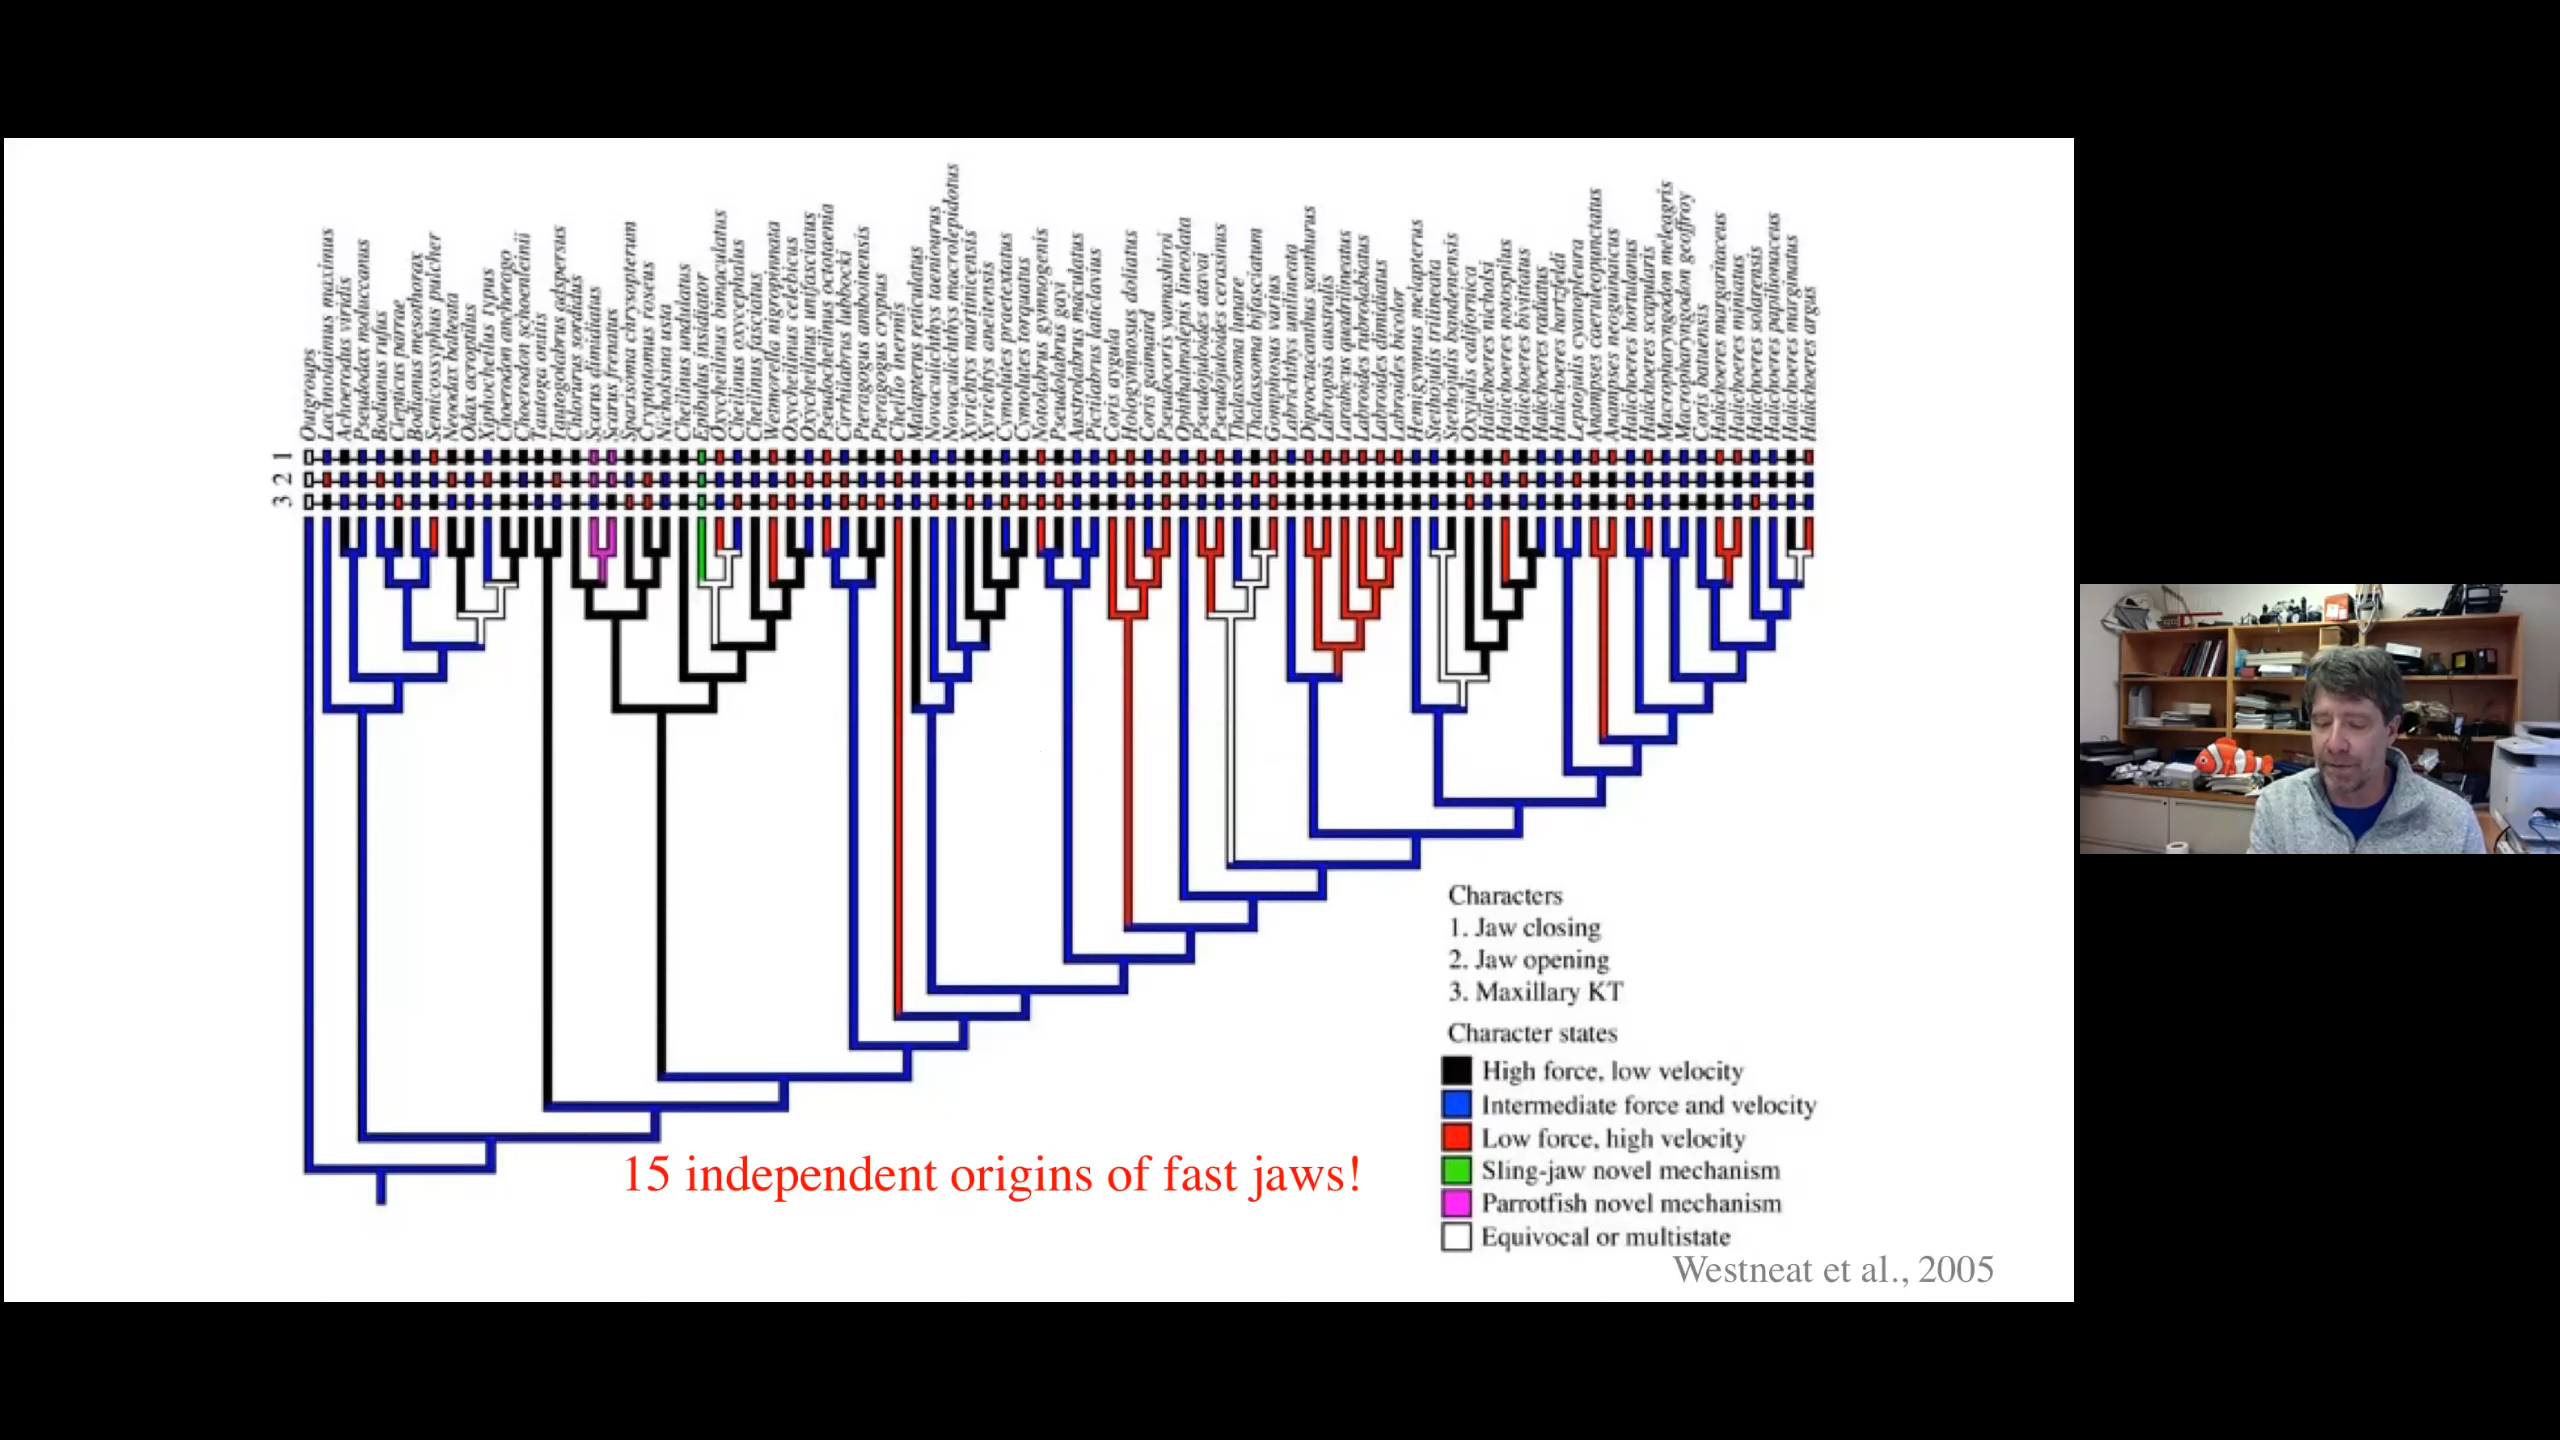 Outgroups
Lachnolaimus maximus
Achoerodus viridis
Pseudodax moluccanus
Bodianus rufus
Clepticus parrae
Bodianus mesothorax
Semicossyphus pulcher
Neoodax balteata
Odax acroptilus
Xiphocheilus typus
Choerodon anchorago
Choerodon schoenleinii
Tautoga onitis
Tautogolabrus adspersus
Chlorurus sordidus
Scarus dimidiatus
Scarus frenatus
Sparisoma chrysopterum
Cryptotomus roseus
Nicholsina usta
Cheilinus undulatus
Epibulus insidiator
Oxycheilinus bimaculatus
Cheilinus oxycephalus
Cheilinus fasciatus
Wetmorella nigropinnata
Oxycheilinus celebicus
Oxycheilinus unifasciatus
Pseudocheilinus octotaenia
Cirrhilabrus lubbocki
Pteragogus amboinensis
Pteragogus cryptus
Cheilio inermis
Malapterus reticulatus
Novaculichthys taeniourus
Novaculichthys macrolepidotus
Xyrichtys martinicensis
Xyrichtys aneitensis
Cymolutes praetextatus
Cymolutes torquatus
Notolabrus gymnogenis
Pseudolabrus gayi
Austrolabrus maculatus
Pictilabrus laticlavius
Coris aygula
Hologymnosus doliatus
Coris gaimard
Pseudocoris yamashiroi
Ophthalmolepis lineolata
Pseudojuloides atavai
Pseudojuloides cerasinus
Thalassoma lunare
Thalassoma bifasciatum
Gomphosus varius
Labrichthys unilineata
Diproctacanthus xanthurus
Labropsis australis
Larabicus quadrilineatus
Labroides rubrolabiatus
Labroides dimidiatus
Labroides bicolor
Hemigymnus melapterus
Stethojulis trilineata
Stethojulis bandanensis
Oxyjulis californica
Halichoeres nicholsi
Halichoeres notospilus
Halichoeres bivittatus
Halichoeres radiatus
Halichoeres hartzfeldi
Leptojulis cyanopleura
Anampses caeruleopunctatus
Anampses neoguinaicus
Halichoeres hortulanus
Halichoeres scapularis
Macropharyngodon meleagris
Macropharyngodon geoffroy
Coris batuensis
Halichoeres margaritaceus
Halichoeres miniatus
Halichoeres solarensis
Halichoeres papilionaceus
Halichoeres marginatus
Halichoeres argus
1
2
3
Characters
1. Jaw closing
2. Jaw opening
3. Maxillary KT
Character states
High force, low velocity
Intermediate force and velocity
Low force, high velocity
Sling-jaw novel mechanism
Parrotfish novel mechanism
Equivocal or multistate
15 independent origins of fast jaws!
Westneat et al., 2005